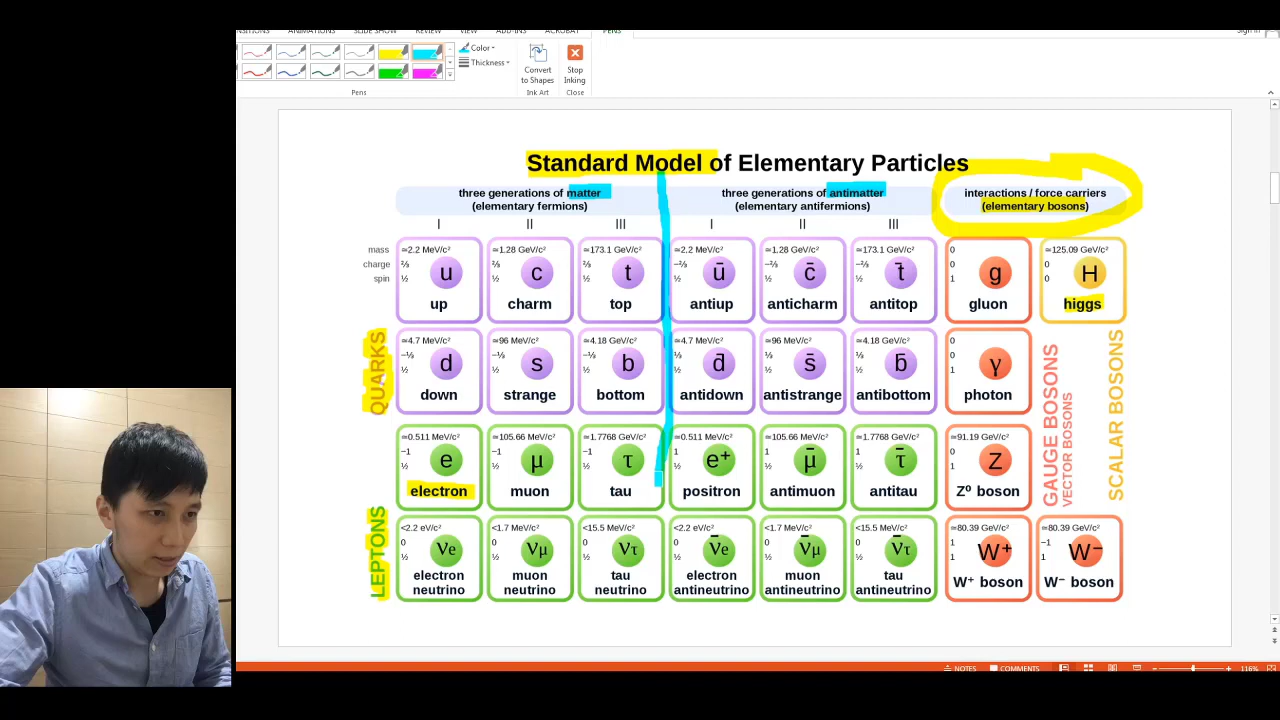 ANIMATIONS
SLIDE SHOW
REVIEW
VIEW
ADD-INS
ACROBAT
PENS
Sign in
Color
Thickness
Convert
to Shapes
Stop
Inking
Pens
Ink Art
Close
Standard Model of Elementary Particles
three generations of matter
(elementary fermions)
three generations of antimatter
(elementary antifermions)
interactions / force carriers
(elementary bosons)
I II III I II III
mass
charge
spin
≃2.2 MeV/c²
⅔
½
u
up
≃1.28 GeV/c²
⅔
½
c
charm
≃173.1 GeV/c²
⅔
½
t
top
≃2.2 MeV/c²
−⅔
½
ū
antiup
≃1.28 GeV/c²
−⅔
½
c̄
anticharm
≃173.1 GeV/c²
−⅔
½
t̄
antitop
0
0
1
g
gluon
≃125.09 GeV/c²
0
0
H
higgs
QUARKS
≃4.7 MeV/c²
−⅓
½
d
down
≃96 MeV/c²
−⅓
½
s
strange
≃4.18 GeV/c²
−⅓
½
b
bottom
≃4.7 MeV/c²
⅓
½
d̄
antidown
≃96 MeV/c²
⅓
½
s̄
antistrange
≃4.18 GeV/c²
⅓
½
b̄
antibottom
0
0
1
γ
photon
GAUGE BOSONS
VECTOR BOSONS
SCALAR BOSONS
≃0.511 MeV/c²
−1
½
e
electron
≃105.66 MeV/c²
−1
½
μ
muon
≃1.7768 GeV/c²
−1
½
τ
tau
≃0.511 MeV/c²
1
½
e⁺
positron
≃105.66 MeV/c²
1
½
μ̄
antimuon
≃1.7768 GeV/c²
1
½
τ̄
antitau
≃91.19 GeV/c²
0
1
Z
Z⁰ boson
LEPTONS
<2.2 eV/c²
0
½
νe
electron
neutrino
<1.7 MeV/c²
0
½
νμ
muon
neutrino
<15.5 MeV/c²
0
½
ντ
tau
neutrino
<2.2 eV/c²
0
½
ν̄e
electron
antineutrino
<1.7 MeV/c²
0
½
ν̄μ
muon
antineutrino
<15.5 MeV/c²
0
½
ν̄τ
tau
antineutrino
≃80.39 GeV/c²
1
1
W⁺
W⁺ boson
≃80.39 GeV/c²
−1
1
W⁻
W⁻ boson
NOTES
COMMENTS
116%